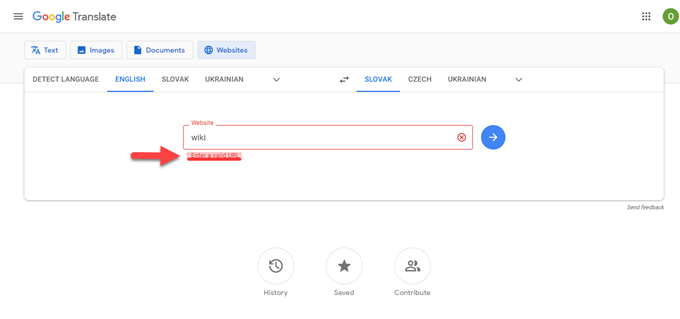 Google Translate
O
Text Images Documents Websites
DETECT LANGUAGE ENGLISH SLOVAK UKRAINIAN SLOVAK CZECH UKRAINIAN
Website
wiki
Enter a valid URL
Send feedback
History Saved Contribute